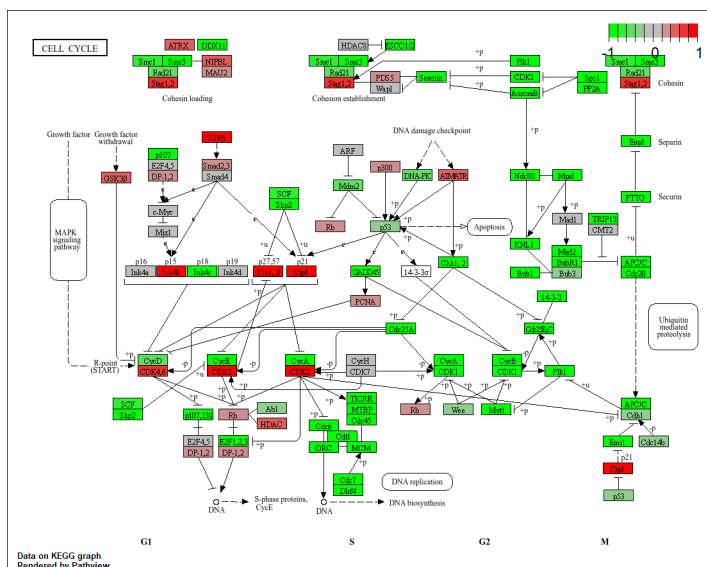 CELL CYCLE
ATRX DDX11
Smc1 Smc3 NIPBL
Rad21 MAU2
Stag1,2
Cohesin loading
HDAC8 ESCO1/2
+p
Smc1 Smc3
Rad21
Stag1,2
PDS5
Wapl
Sororin
Cohesion establishment
Plk1
CDK1
AuroraB
Sgo1
PP2A
-1 0 1
Smc1 Smc3
Rad21
Stag1,2
Cohesin
Growth factor
Growth factor
withdrawal
GSK3β
p107
E2F4,5
DP-1,2
TGFβ
Smad2,3
Smad4
c-Myc
Miz1
SCF
Skp2
ARF
Mdm2
p300
Rb
DNA damage checkpoint
DNA-PK
ATMATR
p53
Apoptosis
Ndc80
Mps1
KNL1
Bub1
Mad1
Mad2
BubR1
Bub3
TRIP13
CMT2
Esp1
Separin
PTTG
Securin
APC/C
Cdc20
MAPK
signaling
pathway
p16
Ink4a
p15
Ink4b
p18
Ink4c
p19
Ink4d
p27,57
Kip1, 2
p21
Cip1
GADD45
14-3-3σ
PCNA
Chk1, 2
14-3-3
Cdc25A
Cdc25B,C
Ubiquitin
mediated
proteolysis
R-point
(START)
CycD
CDK4,6
CycE
CDK2
CycA
CDK2
CycH
CDK7
CycA
CDK1
CycB
CDK1
Plk1
SCF
Skp2
p107,130
E2F4,5
DP-1,2
Rb
Abl
HDAC
E2F1,2,3
DP-1,2
Cdc6
ORC
Cdt1
TICRR
MTBP
Cdc45
MCM
Cdc7
Dbf4
Rb
Wee
Myt1
APC/C
Cdh1
Emi1
Cdc14b
p21
Cip1
p53
DNA
S-phase proteins,
CycE
DNA
DNA biosynthesis
DNA replication
G1 S G2 M
Data on KEGG graph
Rendered by Pathview